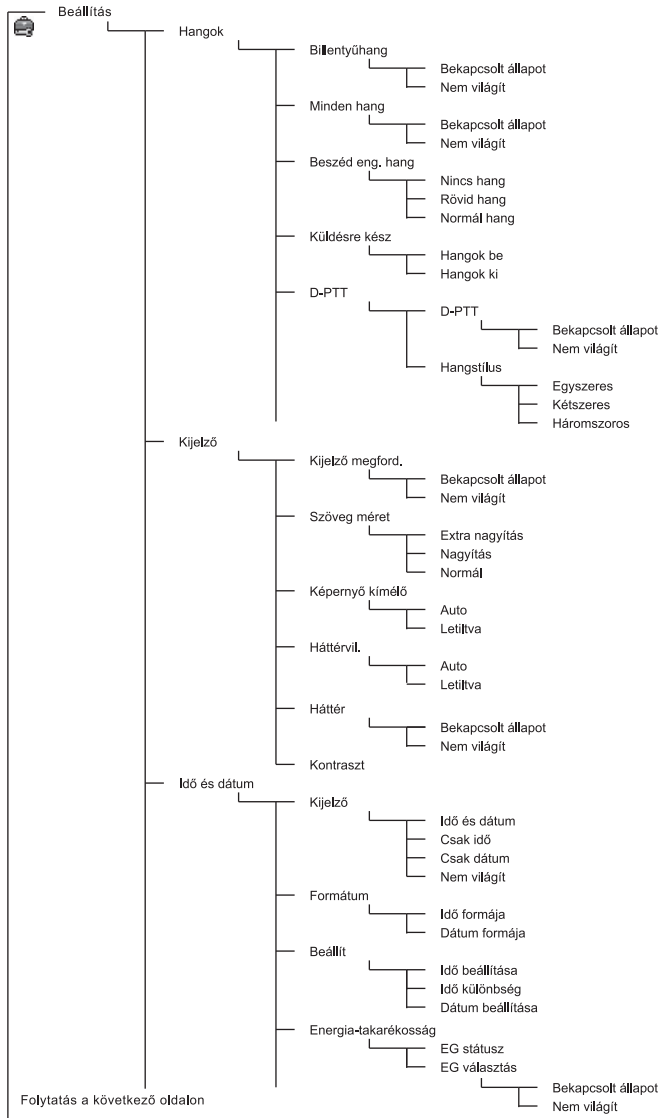 Beállítás
Hangok
Billentyűhang
Bekapcsolt állapot
Nem világít
Minden hang
Bekapcsolt állapot
Nem világít
Beszéd eng. hang
Nincs hang
Rövid hang
Normál hang
Küldésre kész
Hangok be
Hangok ki
D-PTT
D-PTT
Bekapcsolt állapot
Nem világít
Hangstílus
Egyszeres
Kétszeres
Háromszoros
Kijelző
Kijelző megford.
Bekapcsolt állapot
Nem világít
Szöveg méret
Extra nagyítás
Nagyítás
Normál
Képernyő kímélő
Auto
Letiltva
Háttérvil.
Auto
Letiltva
Háttér
Bekapcsolt állapot
Nem világít
Kontraszt
Idő és dátum
Kijelző
Idő és dátum
Csak idő
Csak dátum
Nem világít
Formátum
Idő formája
Dátum formája
Beállít
Idő beállítása
Idő különbség
Dátum beállítása
Energia-takarékosság
EG státusz
EG választás
Bekapcsolt állapot
Nem világít
Folytatás a következő oldalon